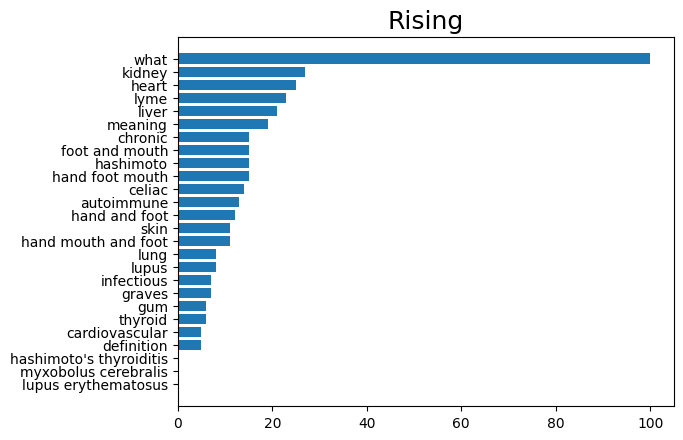 Rising
what
kidney
heart
lyme
liver
meaning
chronic
foot and mouth
hashimoto
hand foot mouth
celiac
autoimmune
hand and foot
skin
hand mouth and foot
lung
lupus
infectious
graves
gum
thyroid
cardiovascular
definition
hashimoto's thyroiditis
myxobolus cerebralis
lupus erythematosus
0 20 40 60 80 100